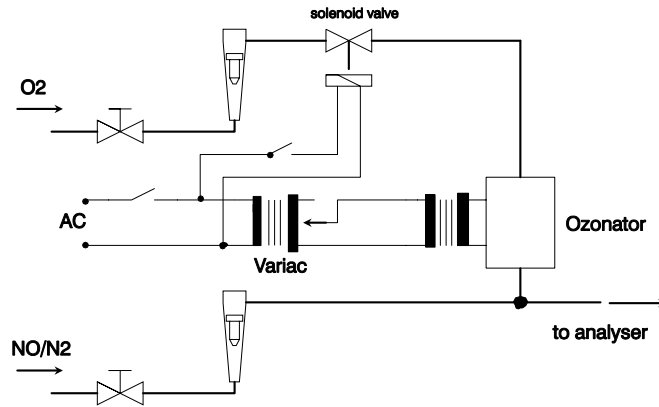 solenoid valve
O2
AC
Variac
Ozonator
to analyser
NO/N2